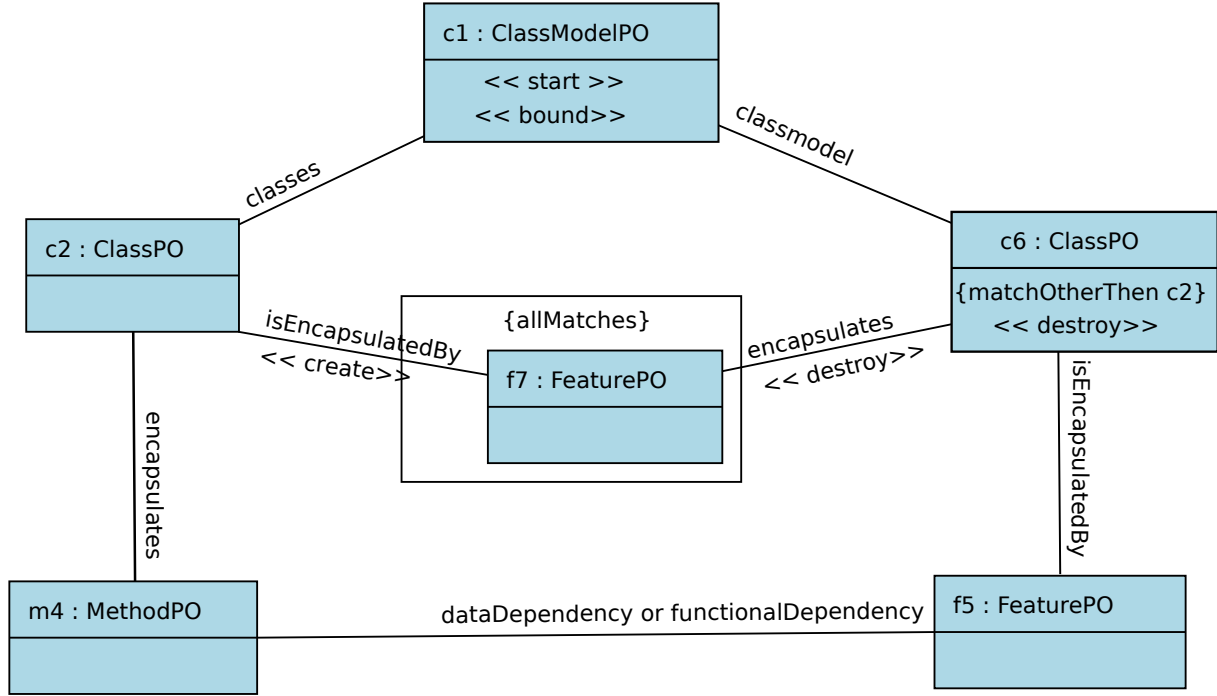 c1 : ClassModelPO
<< start >>
<< bound>>
classes
classmodel
c2 : ClassPO
c6 : ClassPO
{matchOtherThen c2}
<< destroy>>
{allMatches}
isEncapsulatedBy
<< create>>
f7 : FeaturePO
encapsulates
<< destroy>>
encapsulates
isEncapsulatedBy
m4 : MethodPO
dataDependency or functionalDependency
f5 : FeaturePO